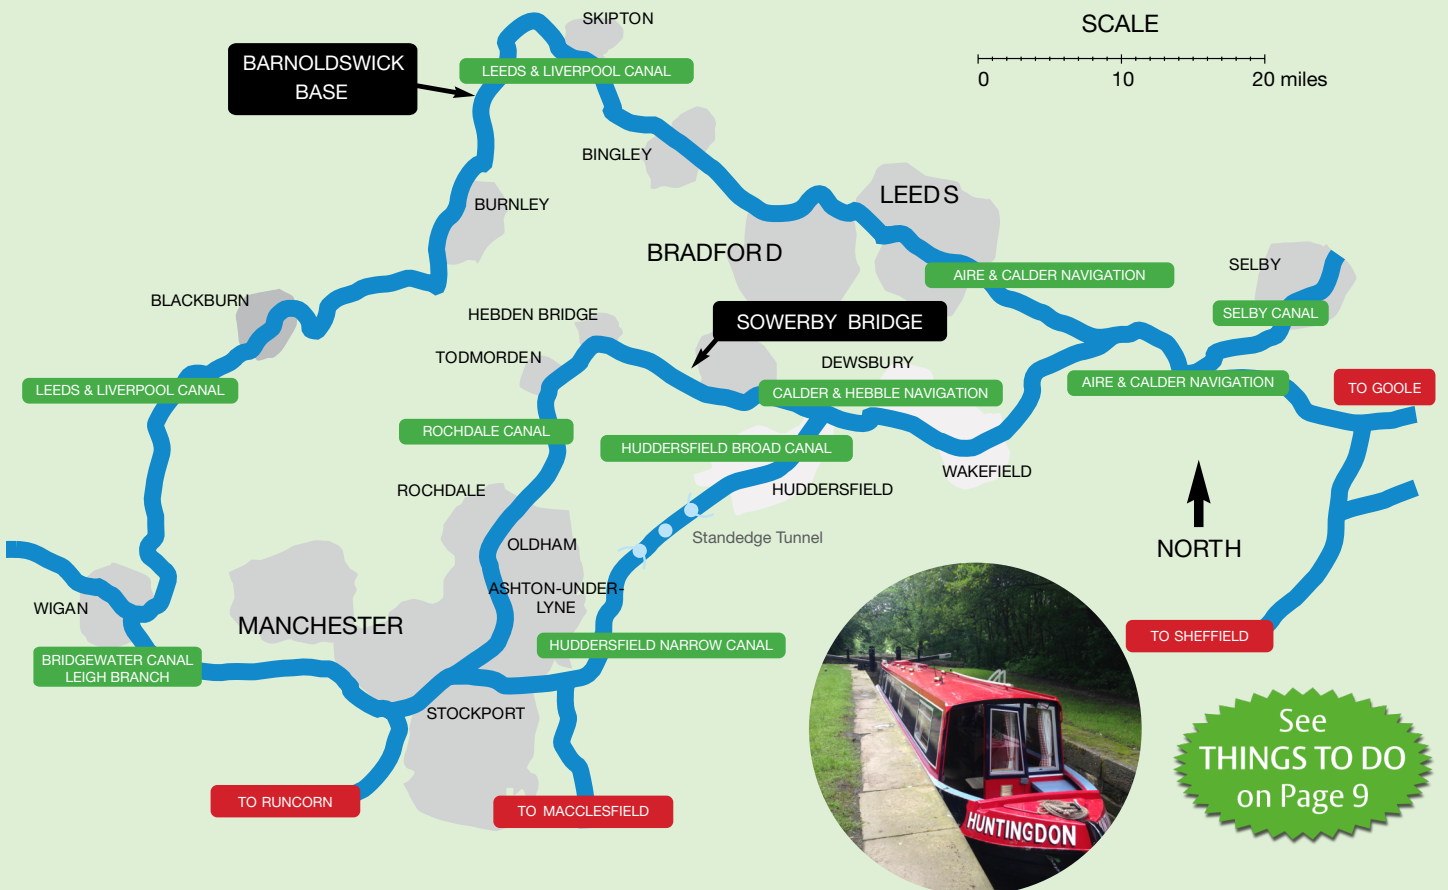 SKIPTON
SCALE
0 10 20 miles
BARNOLDSWICK
BASE
LEEDS & LIVERPOOL CANAL
BINGLEY
BURNLEY
LEEDS
BRADFORD
AIRE & CALDER NAVIGATION
SELBY
SELBY CANAL
BLACKBURN
HEBDEN BRIDGE
SOWERBY BRIDGE
TODMORDEN
DEWSBURY
LEEDS & LIVERPOOL CANAL
CALDER & HEBBLE NAVIGATION
AIRE & CALDER NAVIGATION
TO GOOLE
ROCHDALE CANAL
HUDDERSFIELD BROAD CANAL
WAKEFIELD
ROCHDALE
HUDDERSFIELD
Standedge Tunnel
OLDHAM
NORTH
ASHTON-UNDER-
LYNE
WIGAN
MANCHESTER
TO SHEFFIELD
HUDDERSFIELD NARROW CANAL
BRIDGEWATER CANAL
LEIGH BRANCH
STOCKPORT
See
THINGS TO DO
on Page 9
TO RUNCORN
TO MACCLESFIELD
HUNTINGDON